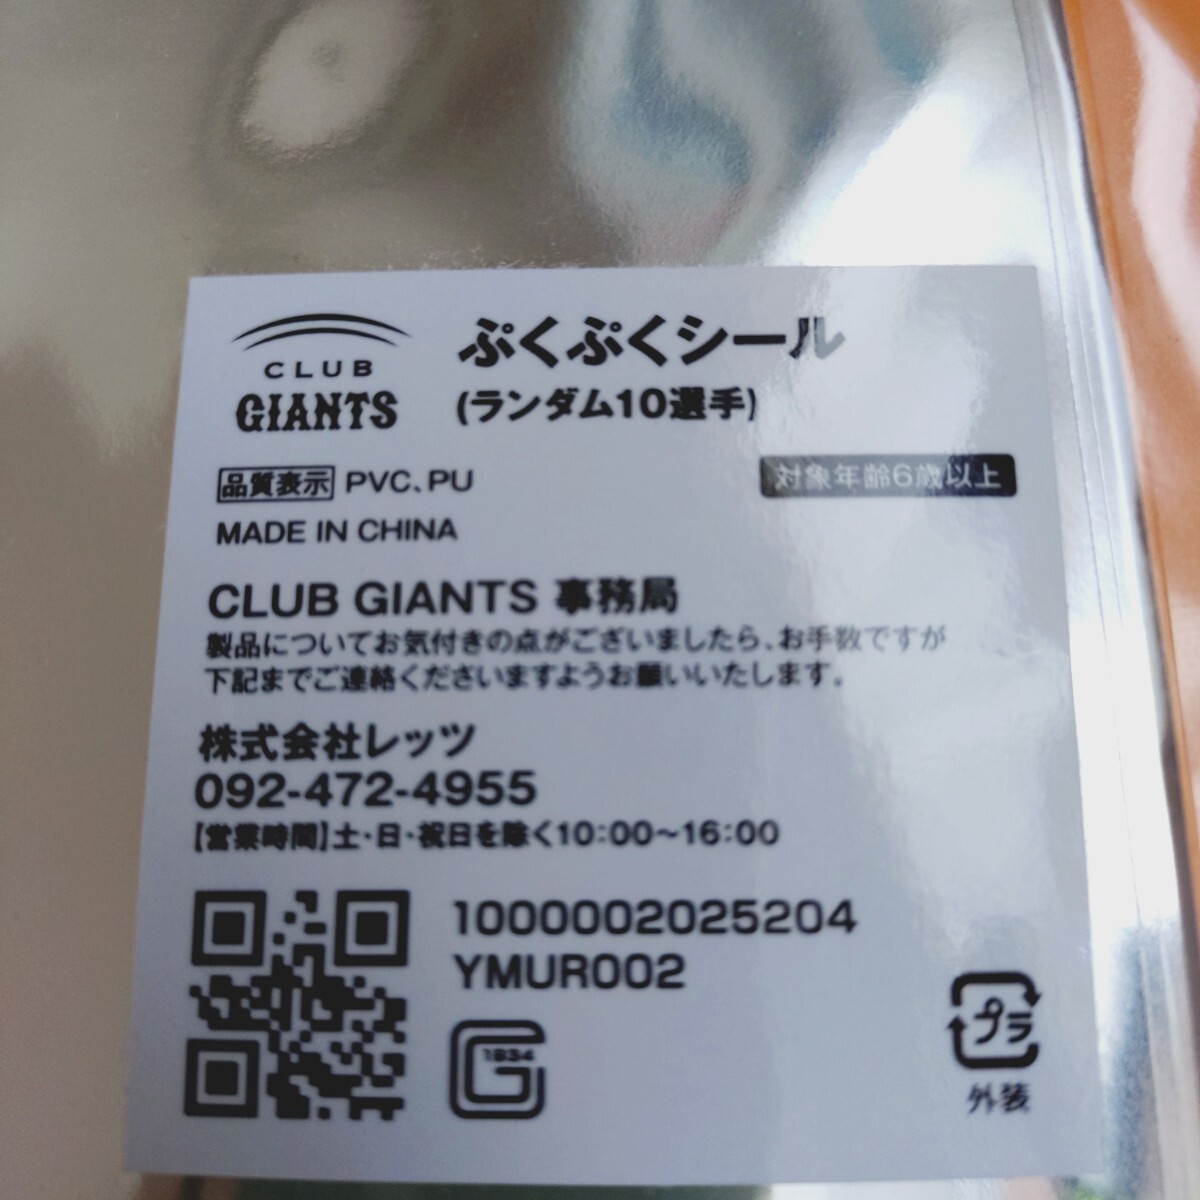 CLUB
GIANTS
ぷくぷくシール
(ランダム10選手)
品質表示 PVC、PU
対象年齢6歳以上
MADE IN CHINA
CLUB GIANTS 事務局
製品についてお気付きの点がございましたら、お手数ですが
下記までご連絡くださいますようお願いいたします。
株式会社レッツ
092-472-4955
【営業時間】土・日・祝日を除く10:00～16:00
1000002025204
YMUR002
G 1934
プラ
外装